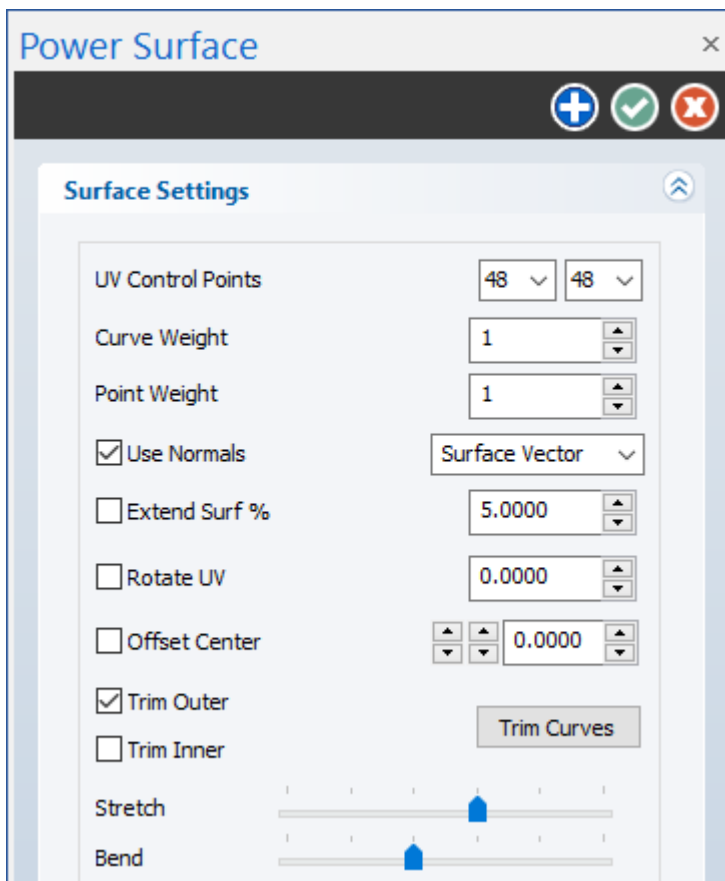 Power Surface
Surface Settings
UV Control Points 48 48
Curve Weight 1
Point Weight 1
Use Normals Surface Vector
Extend Surf % 5.0000
Rotate UV 0.0000
Offset Center 0.0000
Trim Outer
Trim Curves
Trim Inner
Stretch
Bend